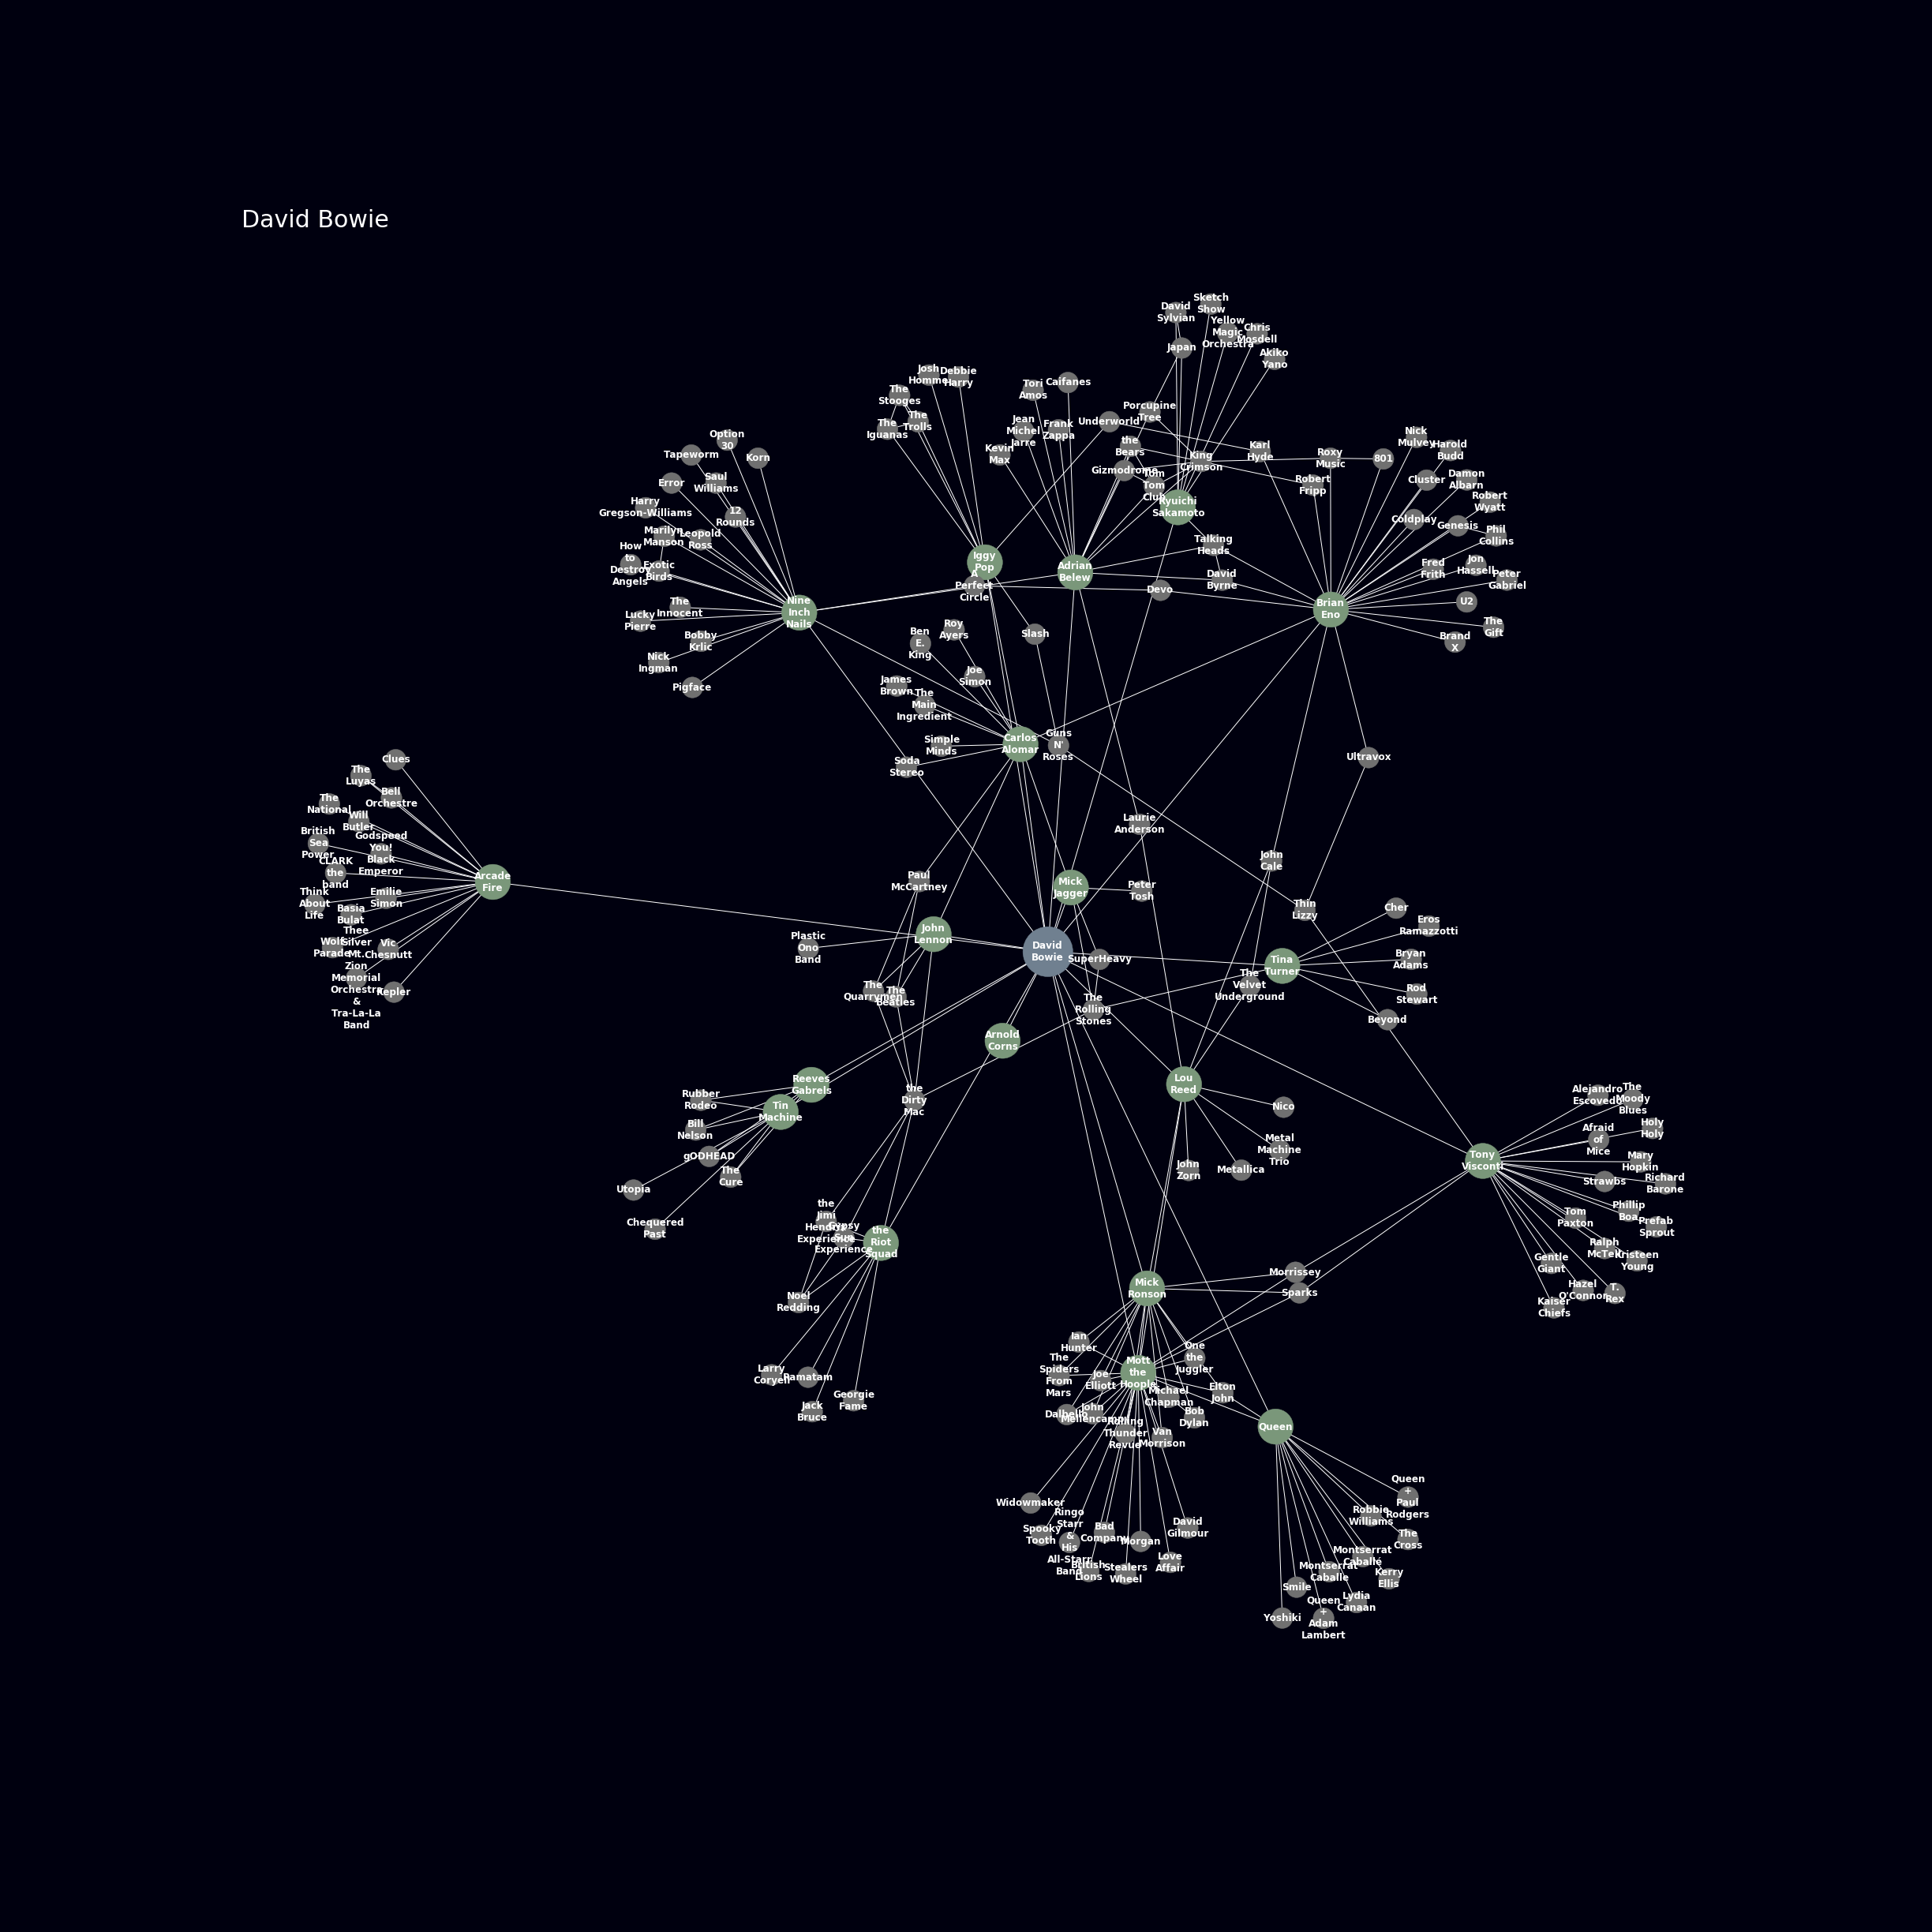 David Bowie
David
Sylvian
Sketch
Show
Yellow
Magic
Orchestra
Chris
Mosdell
Japan
Akiko
Yano
Josh
Homme
Debbie
Harry
The
Stooges
The
Trolls
The
Iguanas
Tori
Amos
Caifanes
Jean
Michel
Jarre
Frank
Zappa
Kevin
Max
Underworld
Porcupine
Tree
the
Bears
Gizmodrome
Tom
Tom
Club
King
Crimson
Ryuichi
Sakamoto
Karl
Hyde
Roxy
Music
801
Robert
Fripp
Nick
Mulvey
Harold
Budd
Cluster
Damon
Albarn
Robert
Wyatt
Coldplay
Genesis
Phil
Collins
Fred
Frith
Jon
Hassell
Peter
Gabriel
U2
The
Gift
Brand
X
Brian
Eno
Talking
Heads
David
Byrne
Devo
Option
30
Tapeworm
Korn
Error
Saul
Williams
Harry
Gregson-Williams
12
Rounds
Marilyn
Manson
Leopold
Ross
How
to
Destroy
Angels
Exotic
Birds
The
Innocent
Lucky
Pierre
Bobby
Krlic
Nick
Ingman
Pigface
Nine
Inch
Nails
Iggy
Pop
A
Perfect
Circle
Adrian
Belew
Slash
Roy
Ayers
Ben
E.
King
Joe
Simon
James
Brown
The
Main
Ingredient
Simple
Minds
Soda
Stereo
Carlos
Alomar
Guns
N'
Roses
Ultravox
Laurie
Anderson
John
Cale
Thin
Lizzy
Clues
The
Luyas
Bell
Orchestre
The
National
Will
Butler
British
Sea
Power
Godspeed
You!
Black
Emperor
CLARK
the
band
Think
About
Life
Emilie
Simon
Basia
Bulat
Wolf
Parade
Thee
Silver
Mt.
Zion
Memorial
Orchestra
&
Tra-La-La
Band
Vic
Chesnutt
Kepler
Arcade
Fire
Paul
McCartney
Mick
Jagger
Peter
Tosh
John
Lennon
Plastic
Ono
Band
David
Bowie
SuperHeavy
The
Quarrymen
The
Beatles
The
Rolling
Stones
Tina
Turner
The
Velvet
Underground
Cher
Eros
Ramazzotti
Bryan
Adams
Rod
Stewart
Beyond
Arnold
Corns
Reeves
Gabrels
Tin
Machine
Rubber
Rodeo
Bill
Nelson
gODHEAD
The
Cure
Utopia
Chequered
Past
the
Dirty
Mac
Lou
Reed
Nico
Metal
Machine
Trio
John
Zorn
Metallica
the
Jimi
Hendrix
Experience
Gypsy
Sun
Experience
the
Riot
Squad
Noel
Redding
Larry
Coryell
Ramatam
Jack
Bruce
Georgie
Fame
Tony
Visconti
Alejandro
Escovedo
The
Moody
Blues
Afraid
of
Mice
Holy
Holy
Mary
Hopkin
Strawbs
Richard
Barone
Phillip
Boa
Tom
Paxton
Prefab
Sprout
Ralph
McTell
Kristeen
Young
Gentle
Giant
Hazel
O'Connor
T.
Rex
Kaiser
Chiefs
Morrissey
Sparks
Mick
Ronson
Ian
Hunter
The
Spiders
From
Mars
Joe
Elliott
Mott
the
Hoople
One
the
Juggler
Michael
Chapman
Elton
John
Dalbello
John
Mellencamp
Bob
Dylan
Rolling
Thunder
Revue
Van
Morrison
Queen
Widowmaker
Spooky
Tooth
Ringo
Starr
&
His
All-Starr
Band
Bad
Company
British
Lions
Morgan
Stealers
Wheel
David
Gilmour
Love
Affair
Queen
+
Paul
Rodgers
Robbie
Williams
The
Cross
Montserrat
Caballé
Montserrat
Caballe
Kerry
Ellis
Smile
Lydia
Canaan
Yoshiki
Queen
+
Adam
Lambert